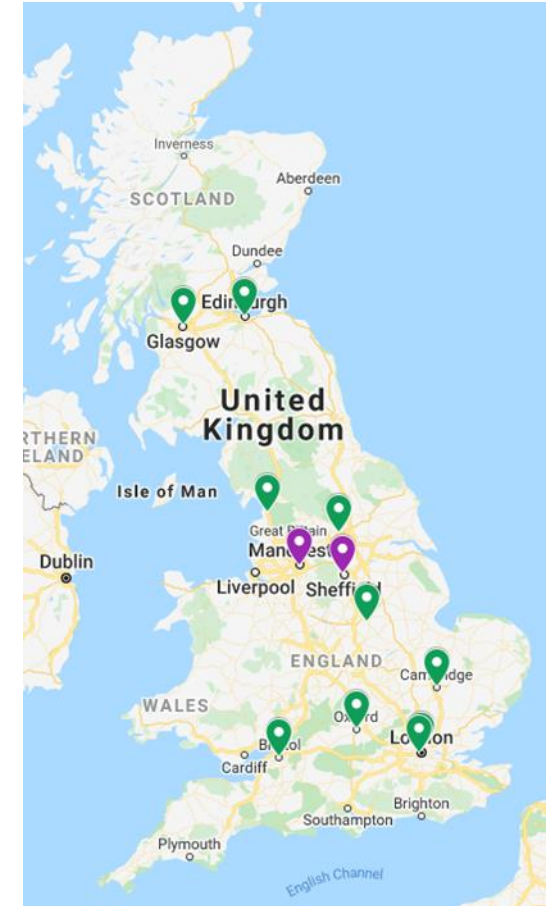 Inverness
Aberdeen
SCOTLAND
Dundee
Edinburgh
Glasgow
United
Kingdom
RTHERN
ELAND
Isle of Man
Great Britain
Manchester
Dublin
Liverpool
Sheffield
ENGLAND
Cambridge
WALES
Oxford
London
Bristol
Cardiff
Brighton
Southampton
Plymouth
English Channel